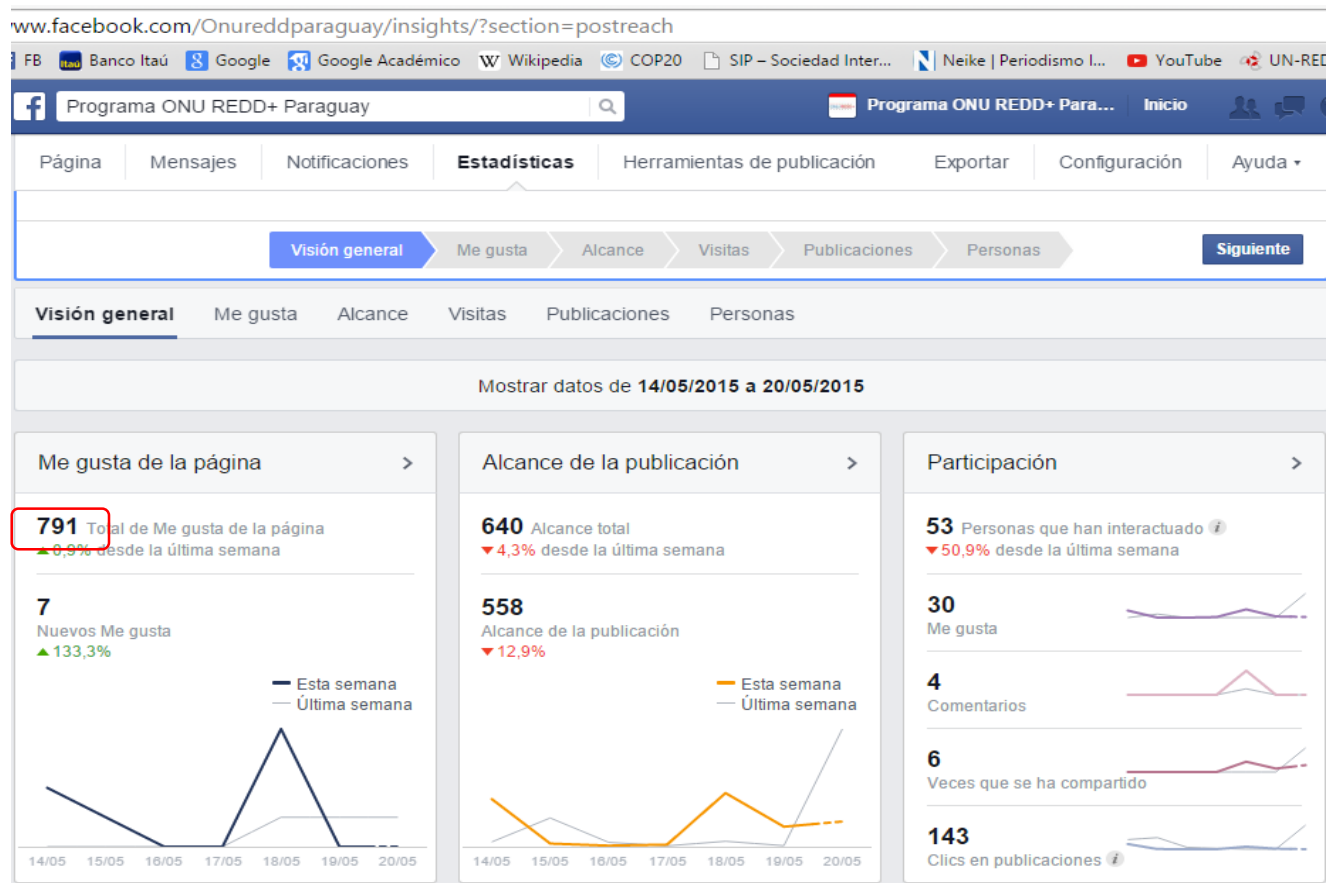 www.facebook.com/Onureddparaguay/insights/?section=postreach
FB Itaú Banco Itaú 8 Google Google Académico W Wikipedia COP20 SIP – Sociedad Inter... Neike | Periodismo I... YouTube UN-RED
f Programa ONU REDD+ Paraguay Programa ONU REDD+ Para... Inicio
Página Mensajes Notificaciones Estadísticas Herramientas de publicación Exportar Configuración Ayuda
Visión general Me gusta Alcance Visitas Publicaciones Personas Siguiente
Visión general Me gusta Alcance Visitas Publicaciones Personas
Mostrar datos de 14/05/2015 a 20/05/2015
Me gusta de la página >
791 Total de Me gusta de la página
0,9% desde la última semana
7
Nuevos Me gusta
133,3%
Esta semana
Última semana
14/05 15/05 16/05 17/05 18/05 19/05 20/05
Alcance de la publicación >
640 Alcance total
4,3% desde la última semana
558
Alcance de la publicación
12,9%
Esta semana
Última semana
14/05 15/05 16/05 17/05 18/05 19/05 20/05
Participación >
53 Personas que han interactuado i
50,9% desde la última semana
30
Me gusta
4
Comentarios
6
Veces que se ha compartido
143
Clics en publicaciones i